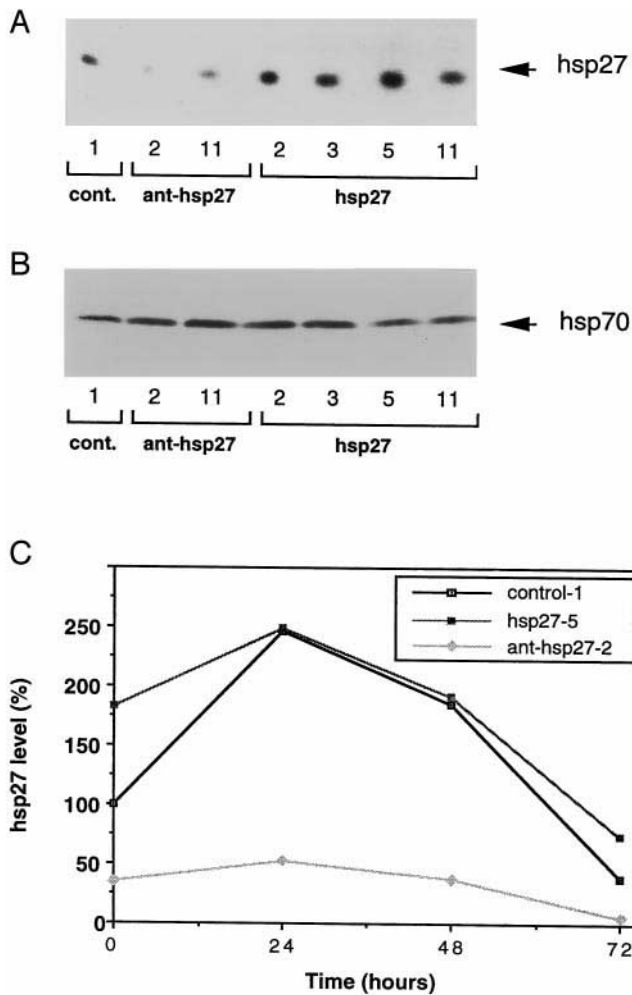 A
hsp27
1 2 11 2 3 5 11
cont. ant-hsp27 hsp27
B
hsp70
1 2 11 2 3 5 11
cont. ant-hsp27 hsp27
C
control-1
hsp27-5
ant-hsp27-2
hsp27 level (%)
250
200
150
100
50
0
0 24 48 72
Time (hours)